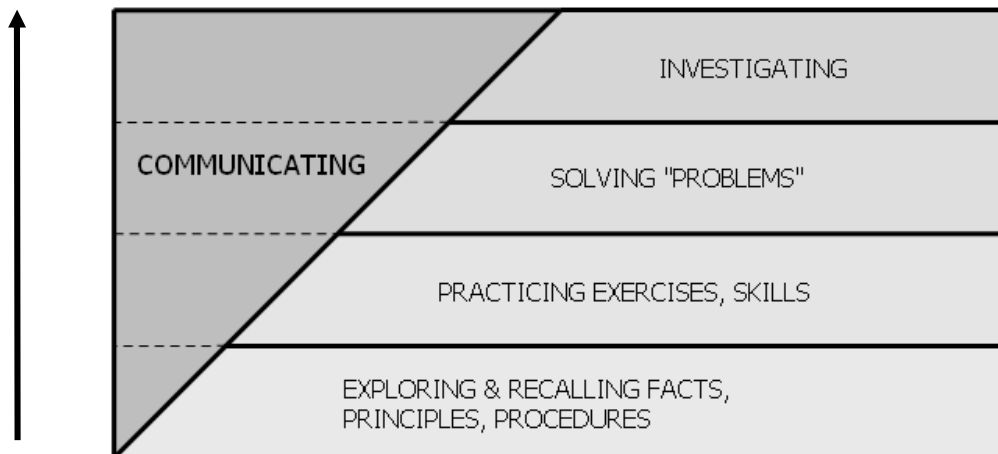 INVESTIGATING
COMMUNICATING
SOLVING "PROBLEMS"
PRACTICING EXERCISES, SKILLS
EXPLORING & RECALLING FACTS,
PRINCIPLES, PROCEDURES